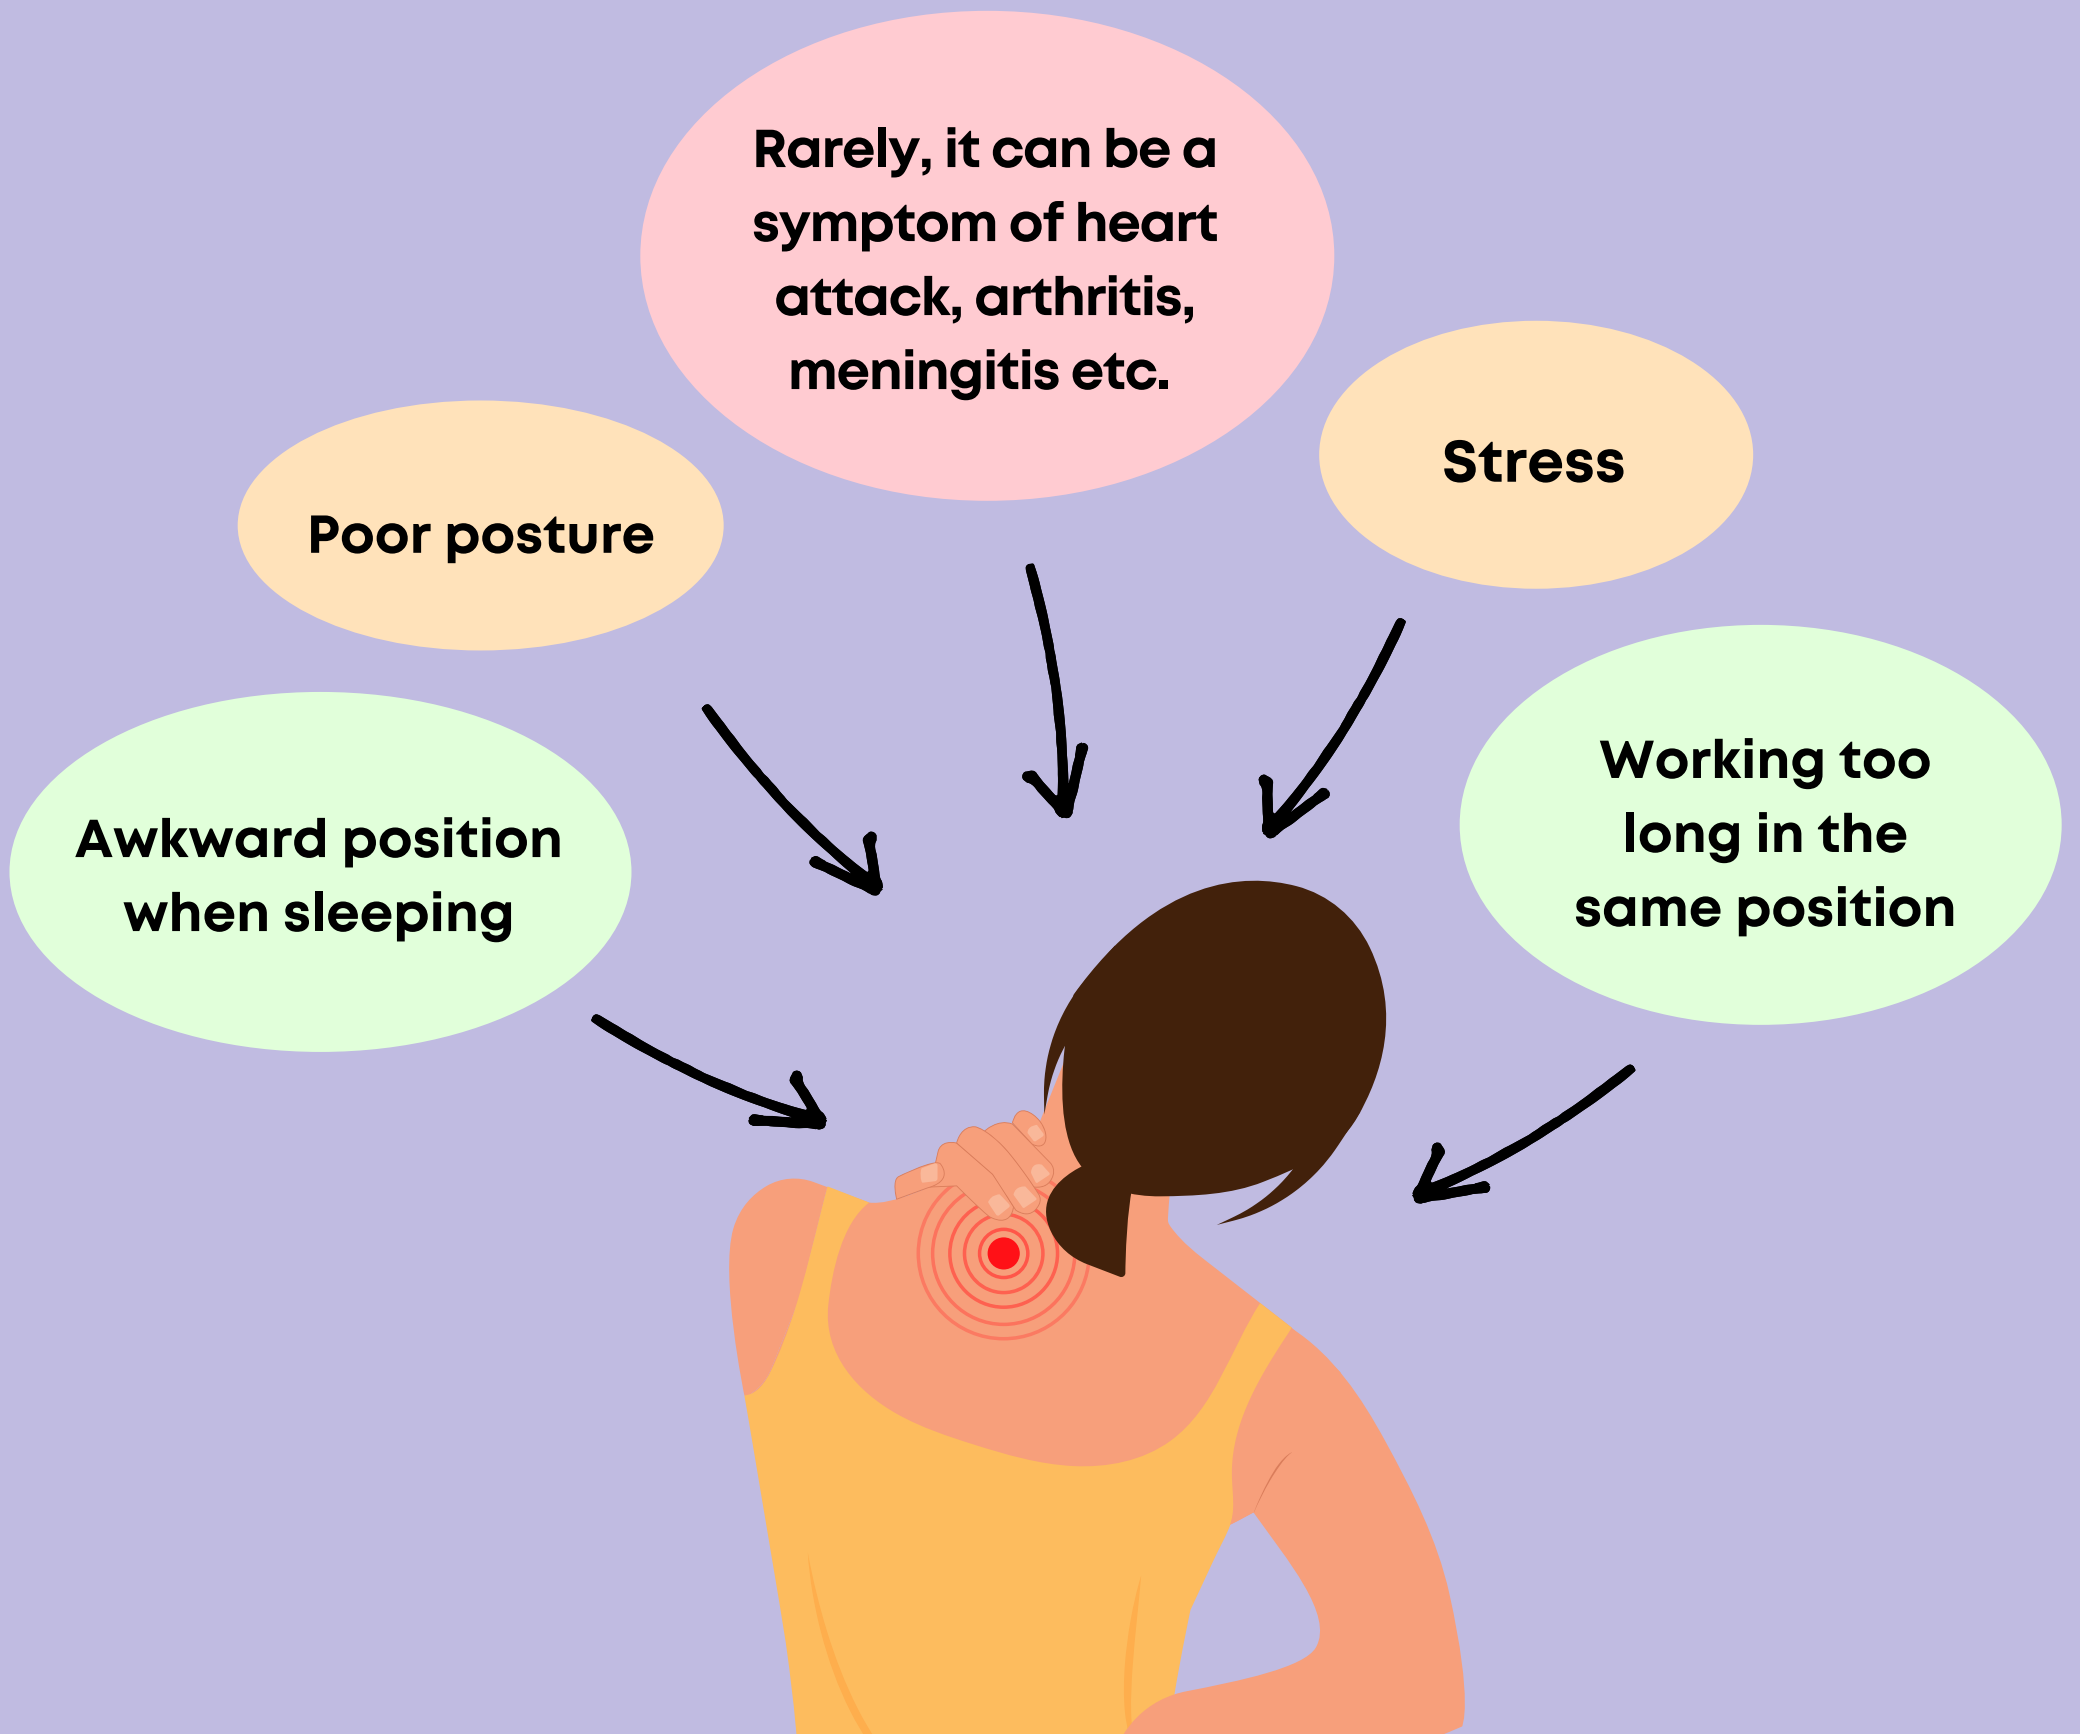 Rarely, it can be a
symptom of heart
attack, arthritis,
meningitis etc.
Stress
Poor posture
Working too
long in the
same position
Awkward position
when sleeping